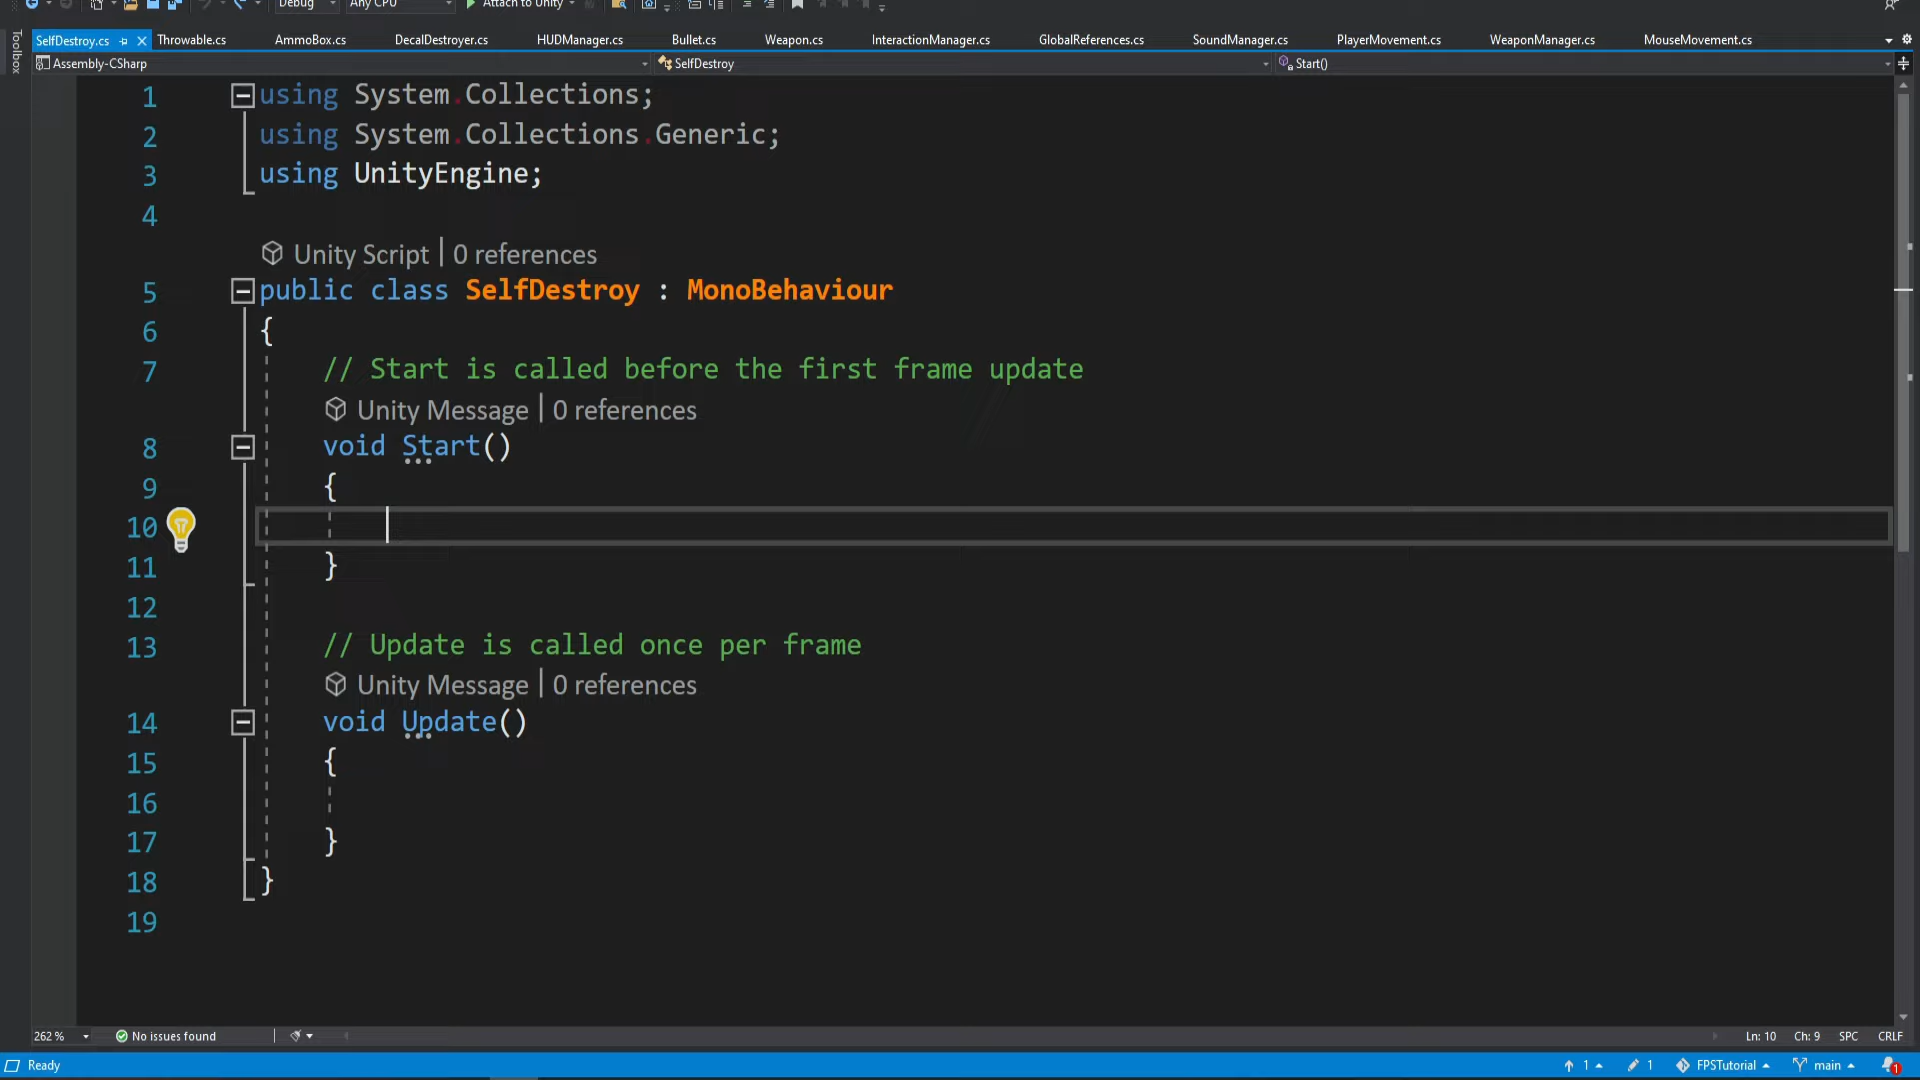 Debug Any CPU Attach to Unity
Toolbox
SelfDestroy.cs Throwable.cs AmmoBox.cs DecalDestroyer.cs HUDManager.cs Bullet.cs Weapon.cs InteractionManager.cs GlobalReferences.cs SoundManager.cs PlayerMovement.cs WeaponManager.cs MouseMovement.cs
Assembly-CSharp SelfDestroy Start()
1 using System.Collections;
2 using System.Collections.Generic;
3 using UnityEngine;
4
Unity Script | 0 references
5 public class SelfDestroy : MonoBehaviour
6 {
7 // Start is called before the first frame update
Unity Message | 0 references
8 void Start()
9 {
10
11 }
12
13 // Update is called once per frame
Unity Message | 0 references
14 void Update()
15 {
16
17 }
18 }
19
262 % No issues found Ln: 10 Ch: 9 SPC CRLF
Ready 1 1 FPSTutorial main 1